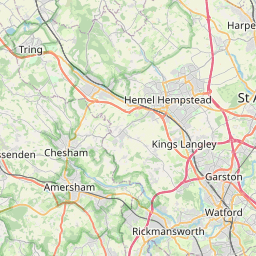 Harpe
Tring
Hemel Hempstead
St A
Kings Langley
Chesham
ssenden
Garston
Amersham
Watford
Rickmansworth